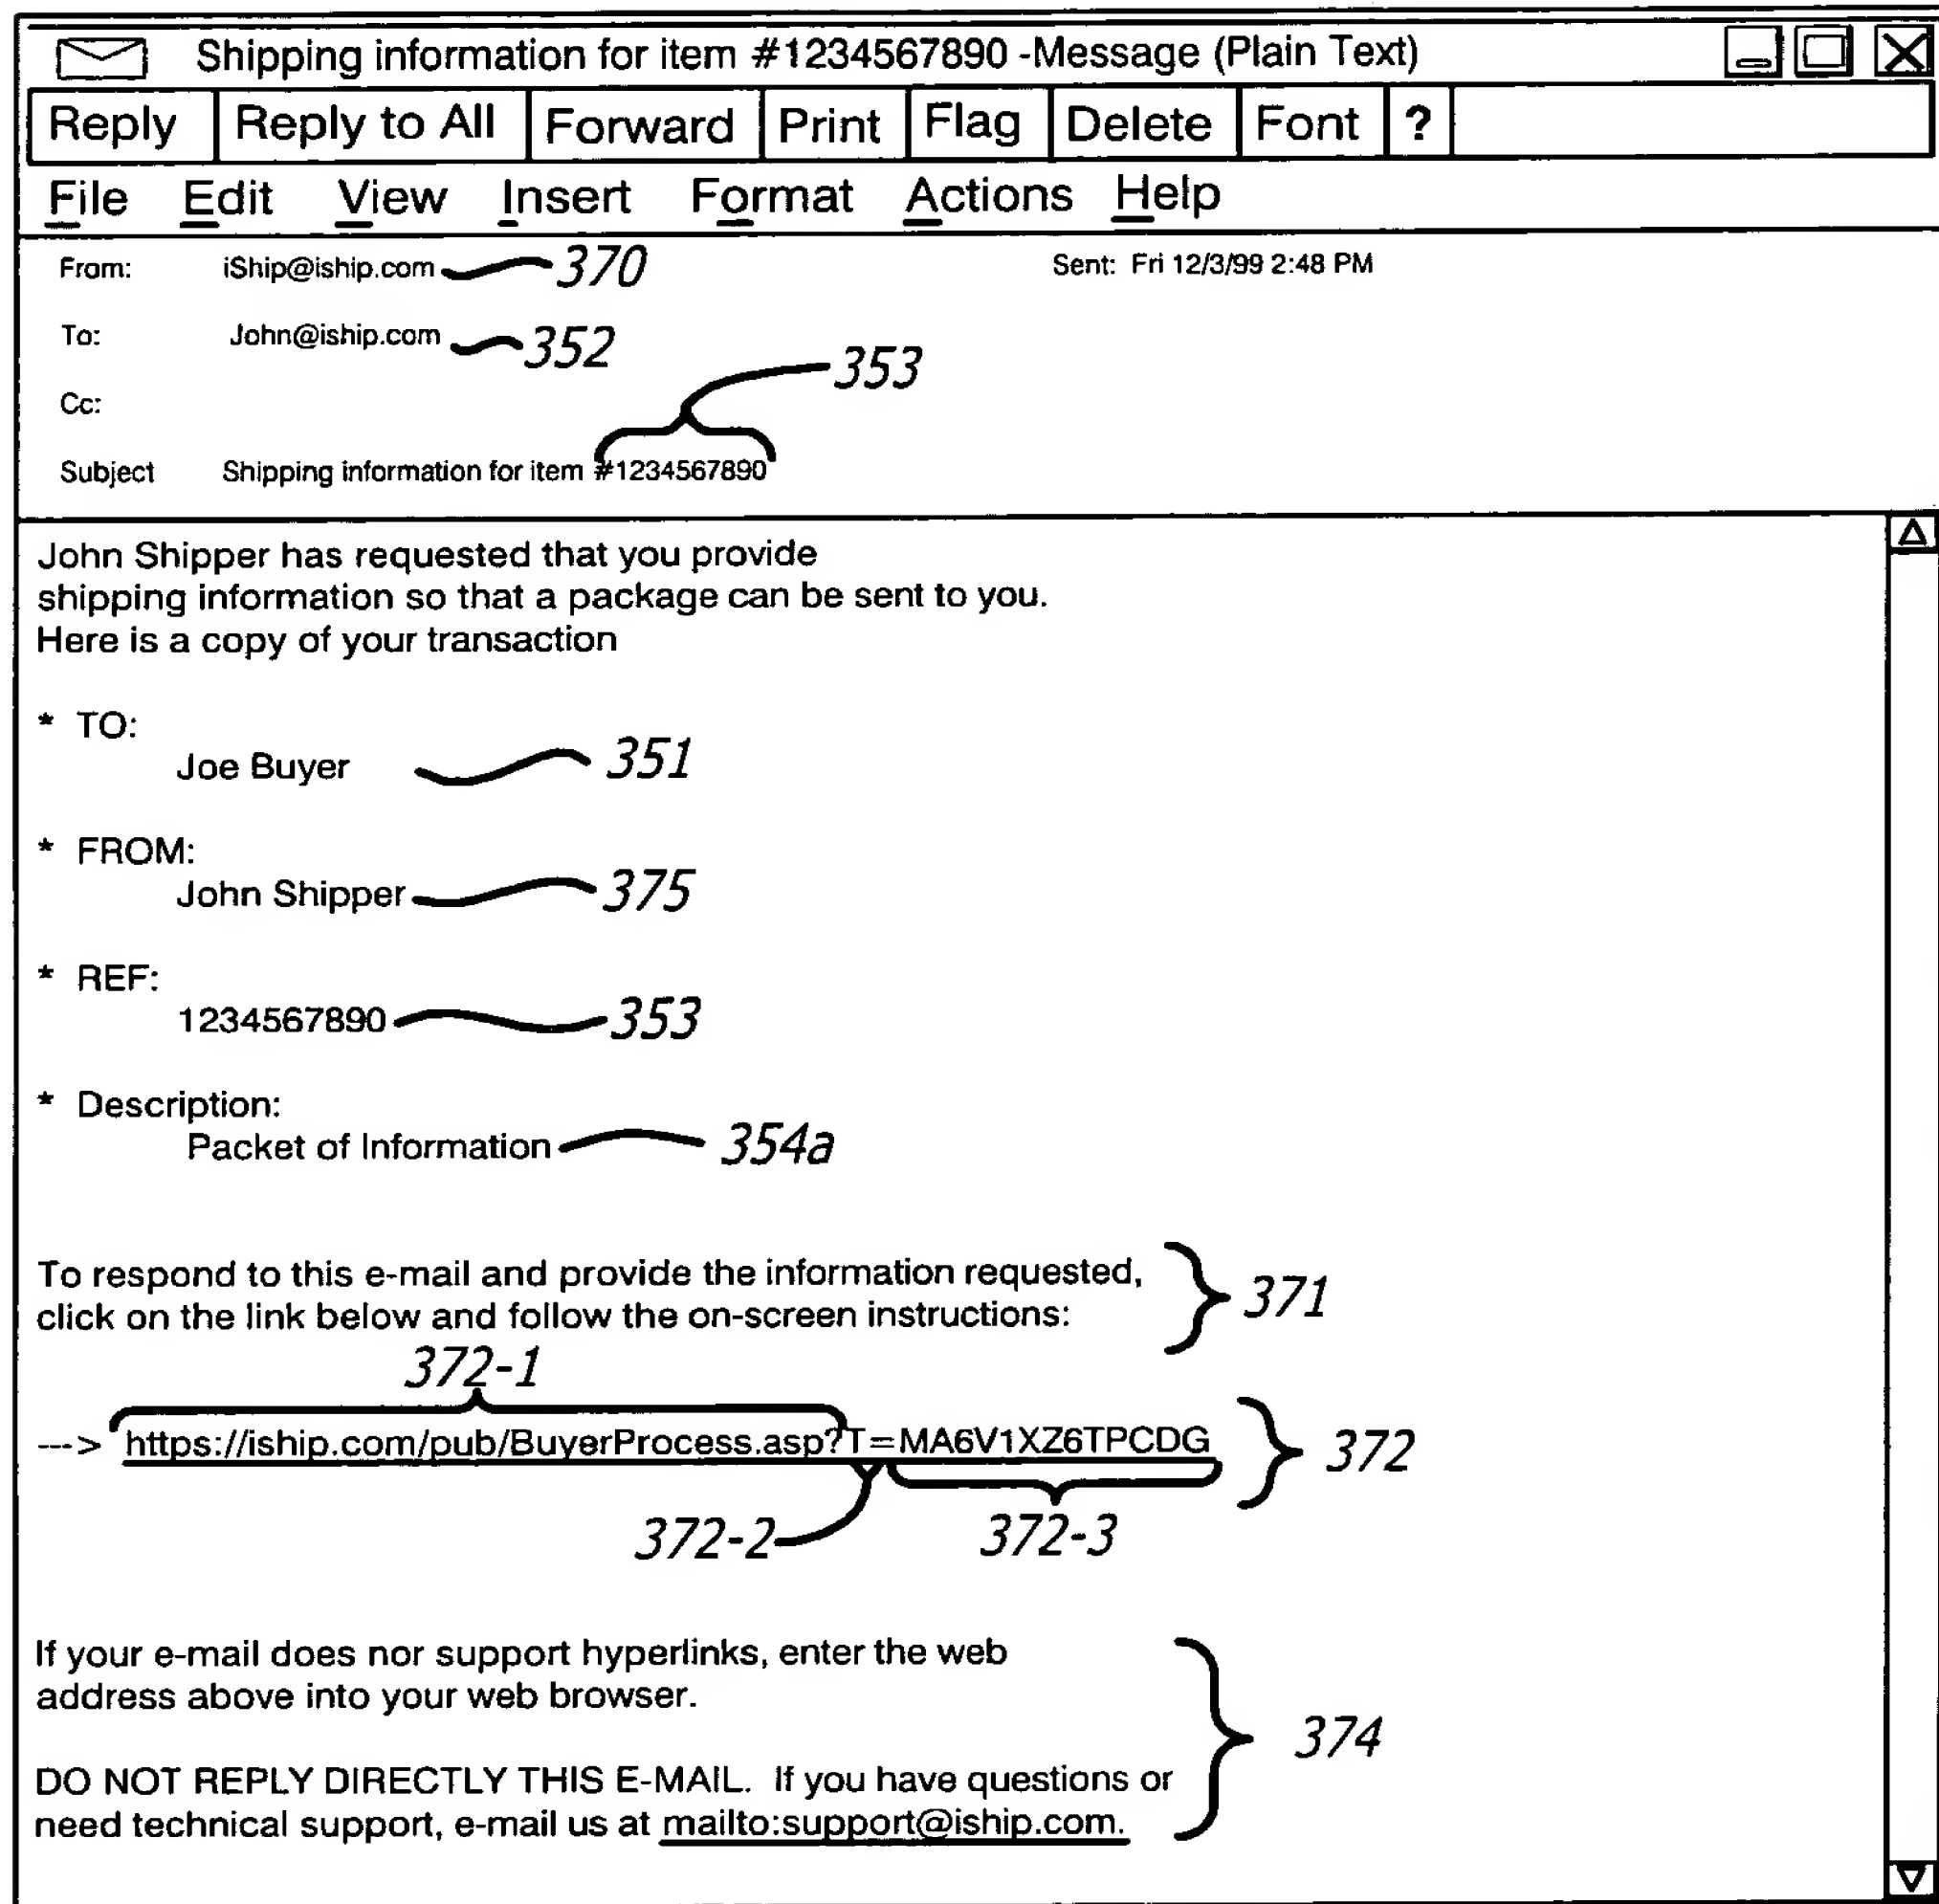 Shipping information for item #1234567890 -Message (Plain Text)
Reply Reply to All Forward Print Flag Delete Font ?
File Edit View Insert Format Actions Help
From: iShip@iship.com 370 Sent: Fri 12/3/99 2:48 PM
To: John@iship.com 352
353
Cc:
Subject Shipping information for item #1234567890
John Shipper has requested that you provide
shipping information so that a package can be sent to you.
Here is a copy of your transaction
* TO:
Joe Buyer 351
* FROM:
John Shipper 375
* REF:
1234567890 353
* Description:
Packet of Information 354a
To respond to this e-mail and provide the information requested,
click on the link below and follow the on-screen instructions:
371
372-1
---> https://iship.com/pub/BuyerProcess.asp?T=MA6V1XZ6TPCDG 372
372-2 372-3
If your e-mail does nor support hyperlinks, enter the web
address above into your web browser.
374
DO NOT REPLY DIRECTLY THIS E-MAIL. If you have questions or
need technical support, e-mail us at mailto:support@iship.com.